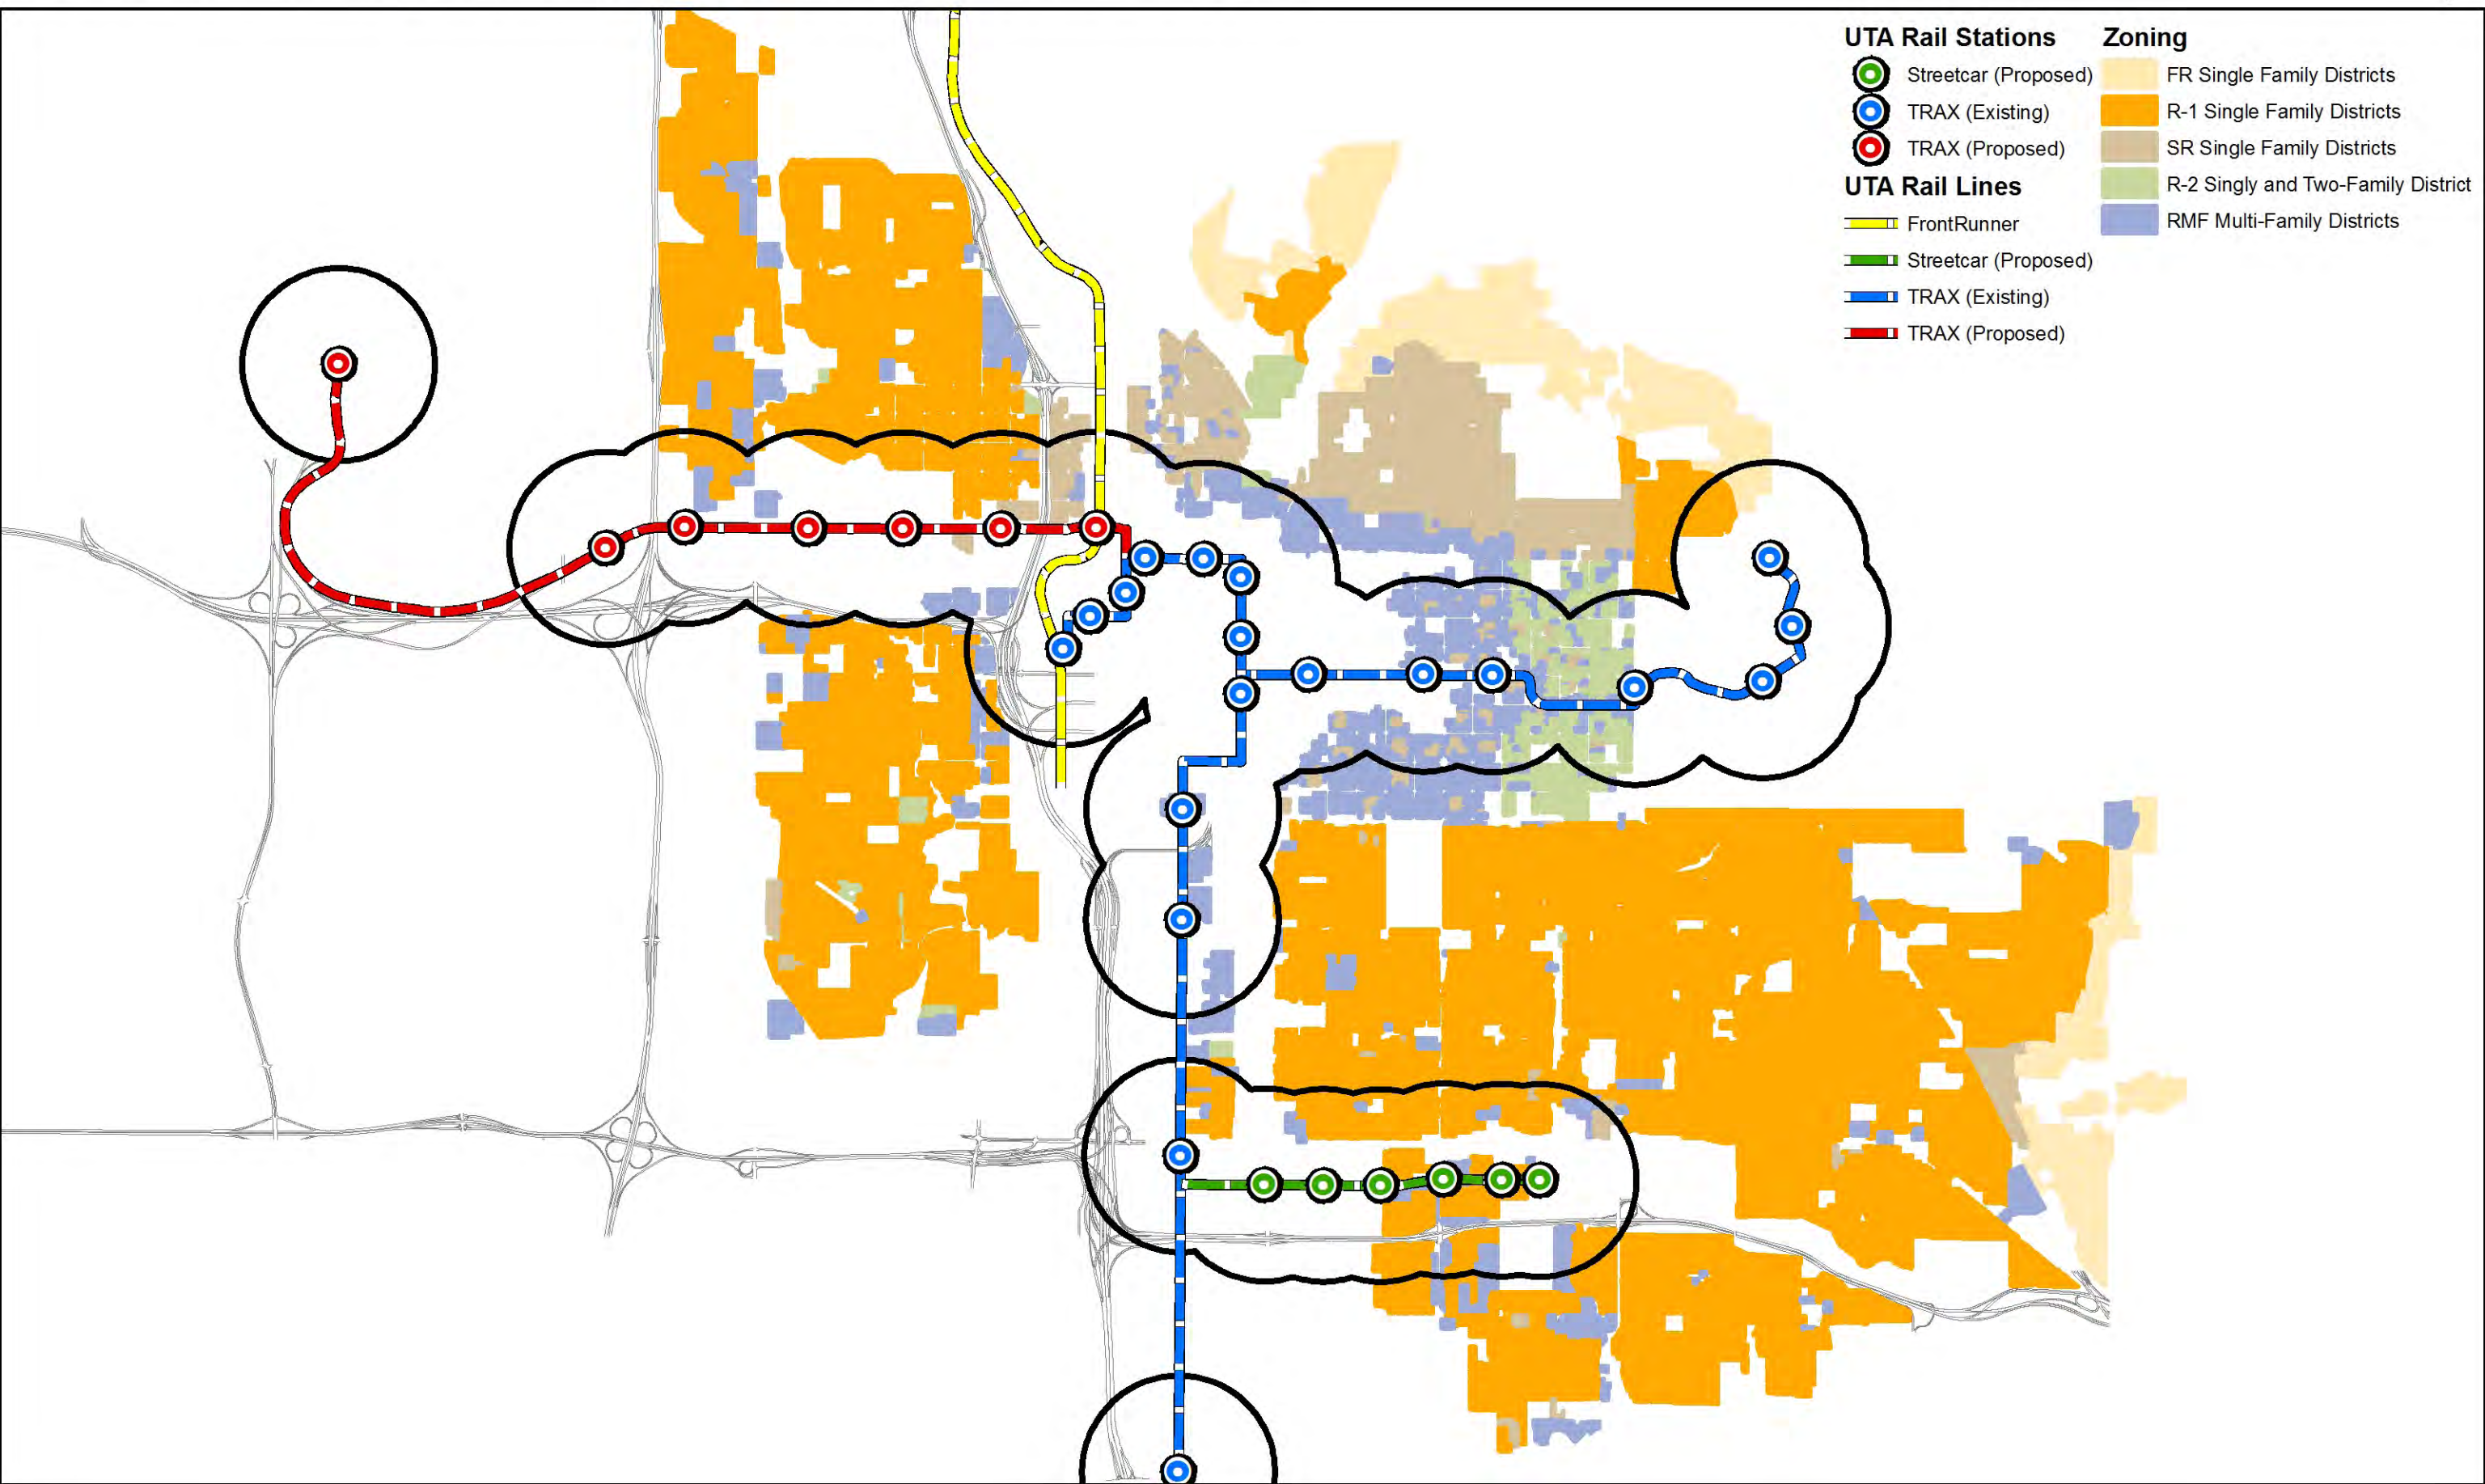 UTA Rail Stations
Streetcar (Proposed)
TRAX (Existing)
TRAX (Proposed)
UTA Rail Lines
FrontRunner
Streetcar (Proposed)
TRAX (Existing)
TRAX (Proposed)
Zoning
FR Single Family Districts
R-1 Single Family Districts
SR Single Family Districts
R-2 Singly and Two-Family District
RMF Multi-Family Districts